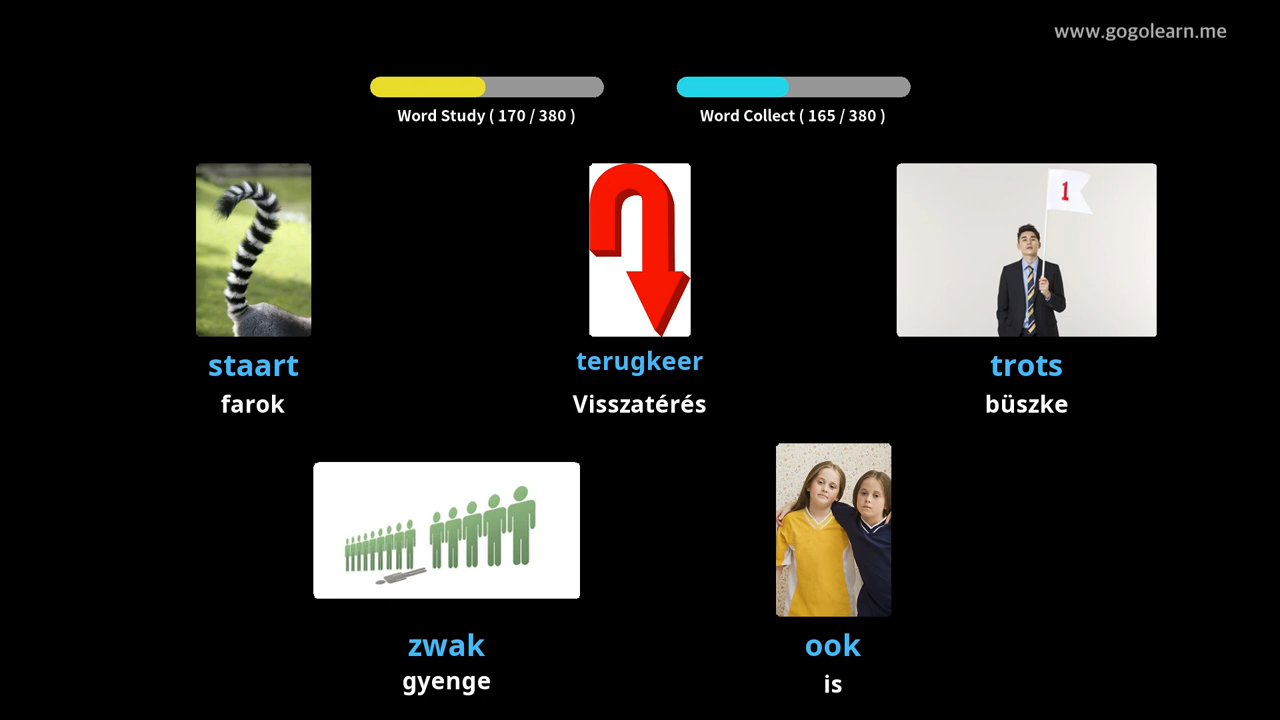 www.gogolearn.me
Word Study ( 170 / 380 )
Word Collect ( 165 / 380 )
1
staart
farok
terugkeer
Visszatérés
trots
büszke
zwak
gyenge
ook
is